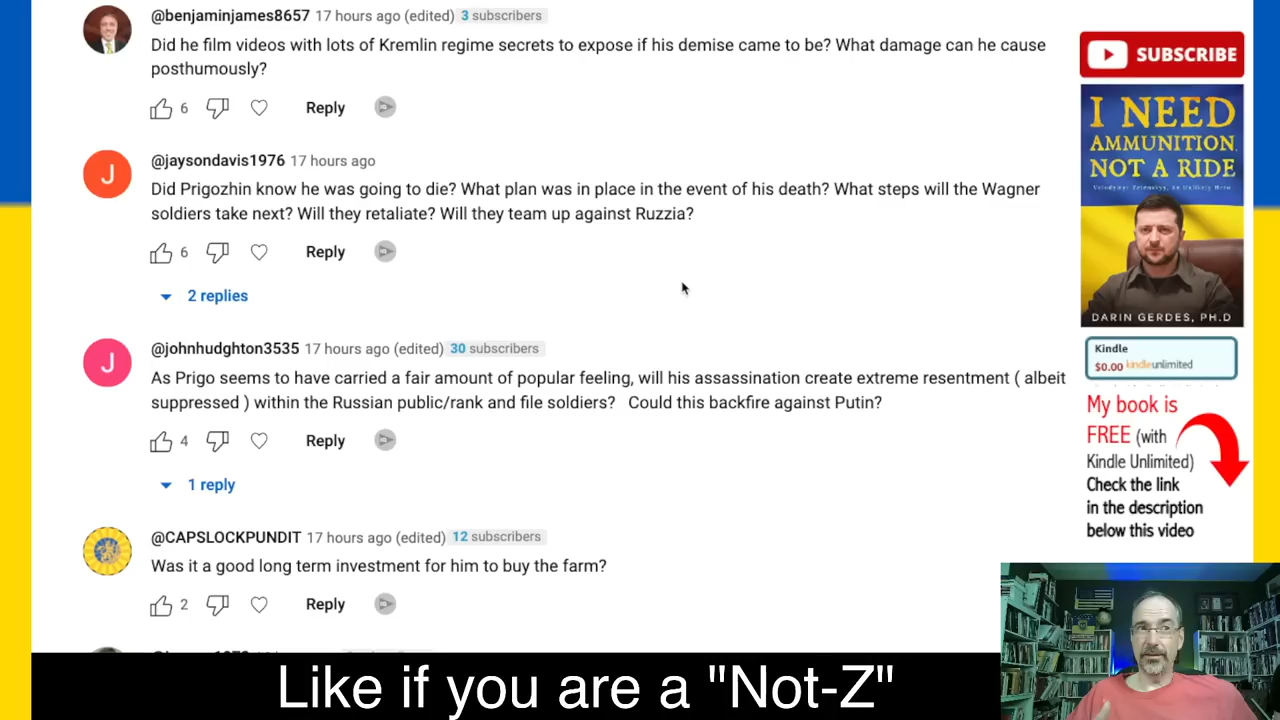 @benjaminjames8657 17 hours ago (edited) 3 subscribers
Did he film videos with lots of Kremlin regime secrets to expose if his demise came to be? What damage can he cause
posthumously?
6 Reply
@jaysondavis1976 17 hours ago
J
Did Prigozhin know he was going to die? What plan was in place in the event of his death? What steps will the Wagner
soldiers take next? Will they retaliate? Will they team up against Ruzzia?
6 Reply
2 replies
@johnhudghton3535 17 hours ago (edited) 30 subscribers
J
As Prigo seems to have carried a fair amount of popular feeling, will his assassination create extreme resentment ( albeit
suppressed ) within the Russian public/rank and file soldiers? Could this backfire against Putin?
4 Reply
1 reply
@CAPSLOCKPUNDIT 17 hours ago (edited) 12 subscribers
Was it a good long term investment for him to buy the farm?
2 Reply
SUBSCRIBE
I NEED
AMMUNITION,
NOT A RIDE
Volodymyr Zelenskyy, An Unlikely Hero
DARIN GERDES, PH.D
Kindle
$0.00 kindleunlimited
My book is
FREE (with
Kindle Unlimited)
Check the link
in the description
below this video
Like if you are a "Not-Z"